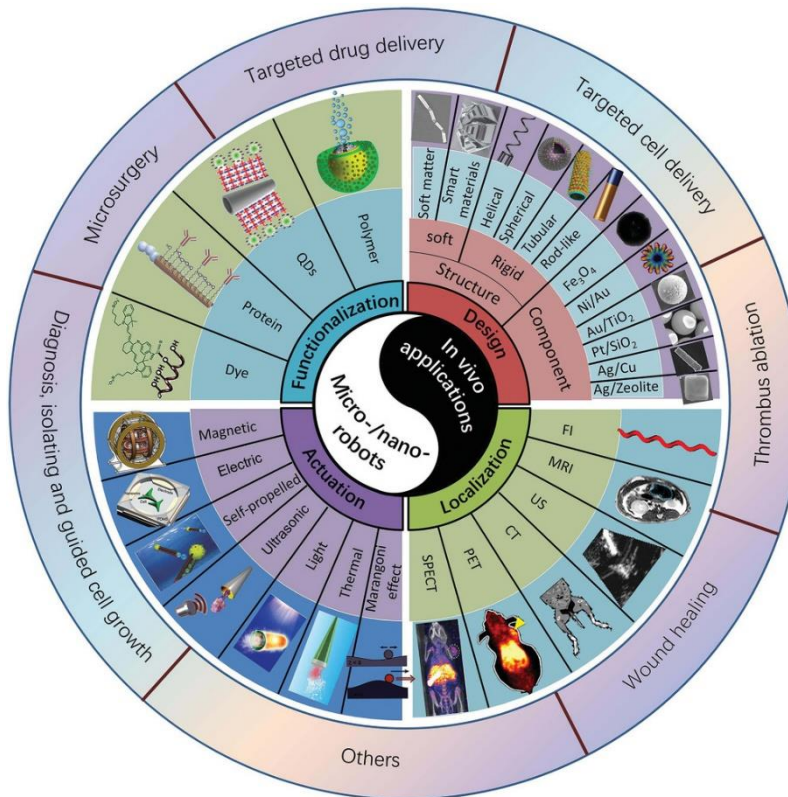 Targeted drug delivery
Targeted cell delivery
Thrombus ablation
Wound healing
Others
Diagnosis, isolating and guided cell growth
Microsurgery
Micro-/nano-
robots
In vivo
applications
Functionalization
Dye
Protein
QDs
Polymer
Design
Structure
soft
Rigid
Component
Soft matter
Smart
materials
Helical
Spherical
Tubular
Rod-like
Fe₃O₄
Ni/Au
Au/TiO₂
Pt/SiO₂
Ag/Cu
Ag/Zeolite
Localization
FI
MRI
US
CT
PET
SPECT
Actuation
Magnetic
Electric
Self-propelled
Ultrasonic
Light
Thermal
Marangoni
effect